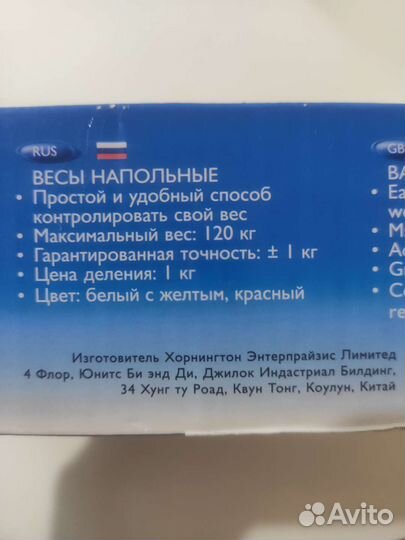 RUS
ВЕСЫ НАПОЛЬНЫЕ
• Простой и удобный способ
контролировать свой вес
• Максимальный вес: 120 кг
• Гарантированная точность: ± 1 кг
• Цена деления: 1 кг
• Цвет: белый с желтым, красный
Изготовитель Хорнингтон Энтерпрайзис Лимитед
4 Флор, Юнитс Би энд Ди, Джилок Индастриал Билдинг,
34 Хунг ту Роад, Квун Тонг, Коулун, Китай
GB
Avito